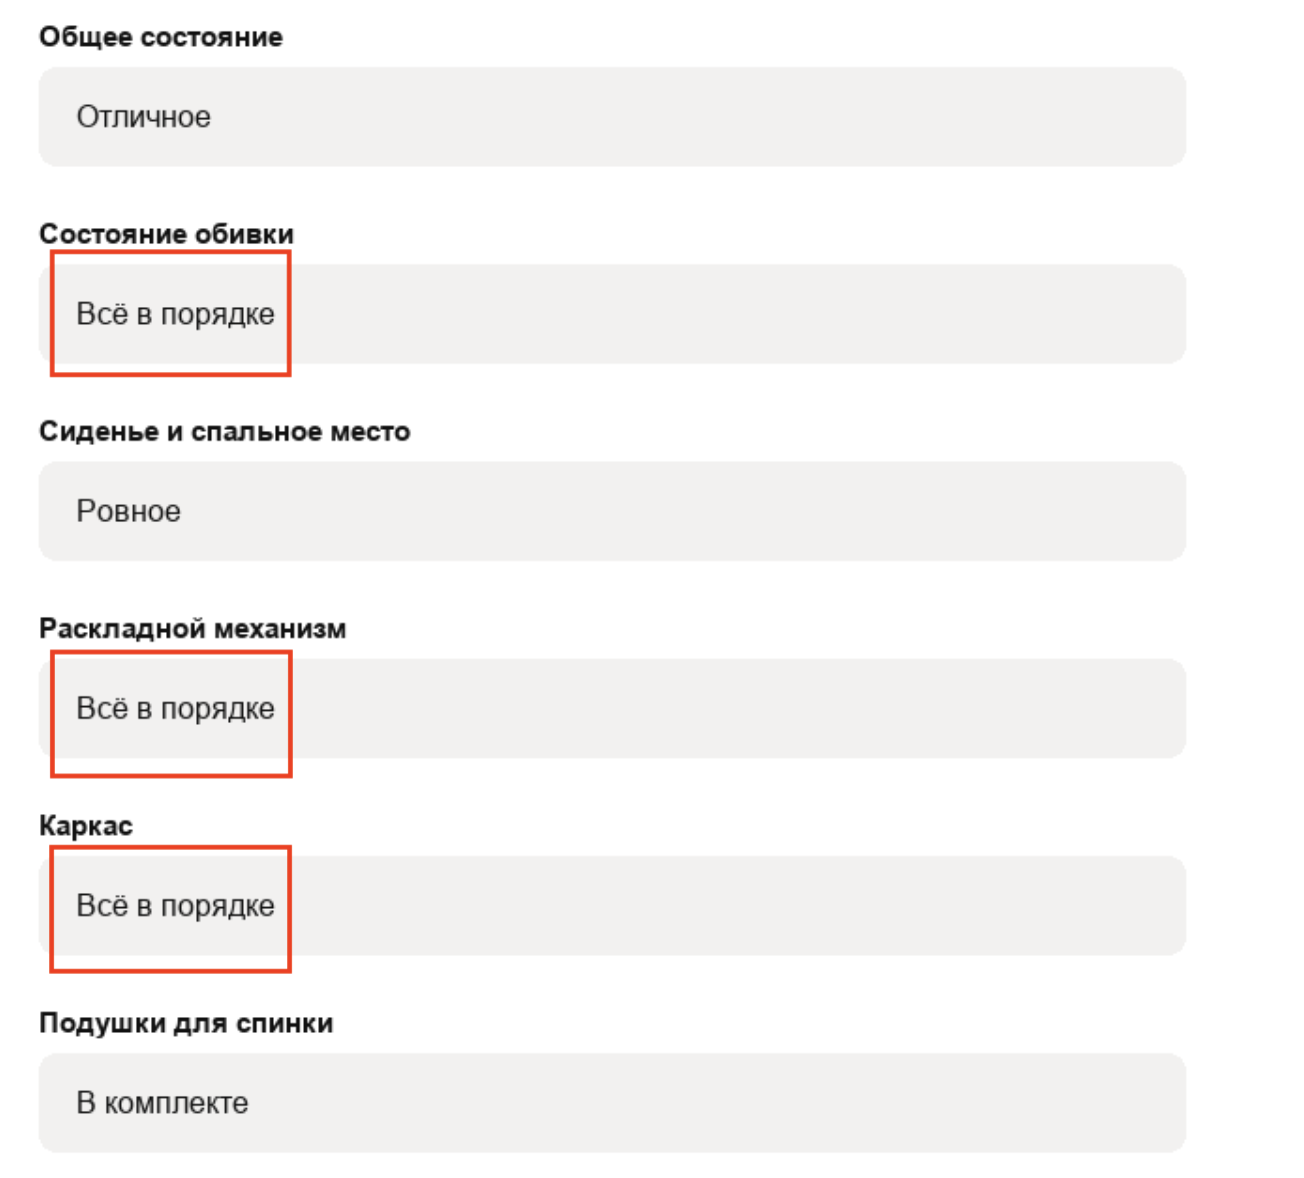 Общее состояние
Отличное
Состояние обивки
Всё в порядке
Сиденье и спальное место
Ровное
Раскладной механизм
Всё в порядке
Каркас
Всё в порядке
Подушки для спинки
В комплекте